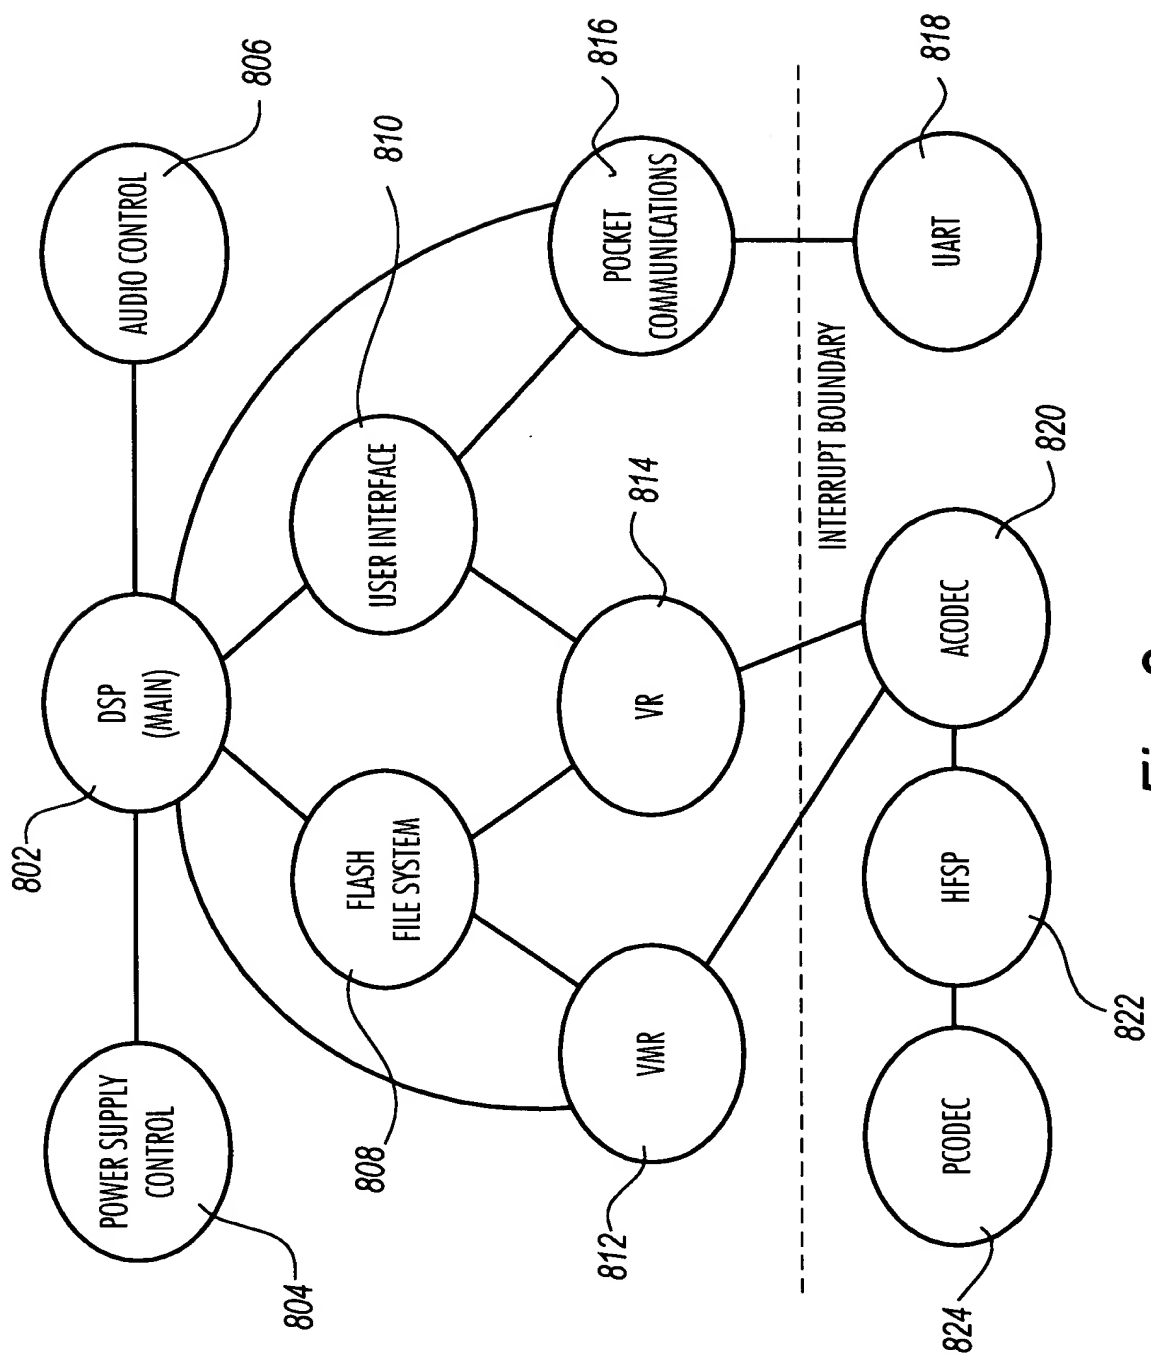 802
POWER SUPPLY
CONTROL
DSP
(MAIN)
AUDIO CONTROL
804
806
808
FLASH
FILE SYSTEM
USER INTERFACE
810
812
VMR
VR
814
POCKET
COMMUNICATIONS
816
INTERRUPT BOUNDARY
824
PCODEC
HFSP
ACODEC
UART
818
822
820